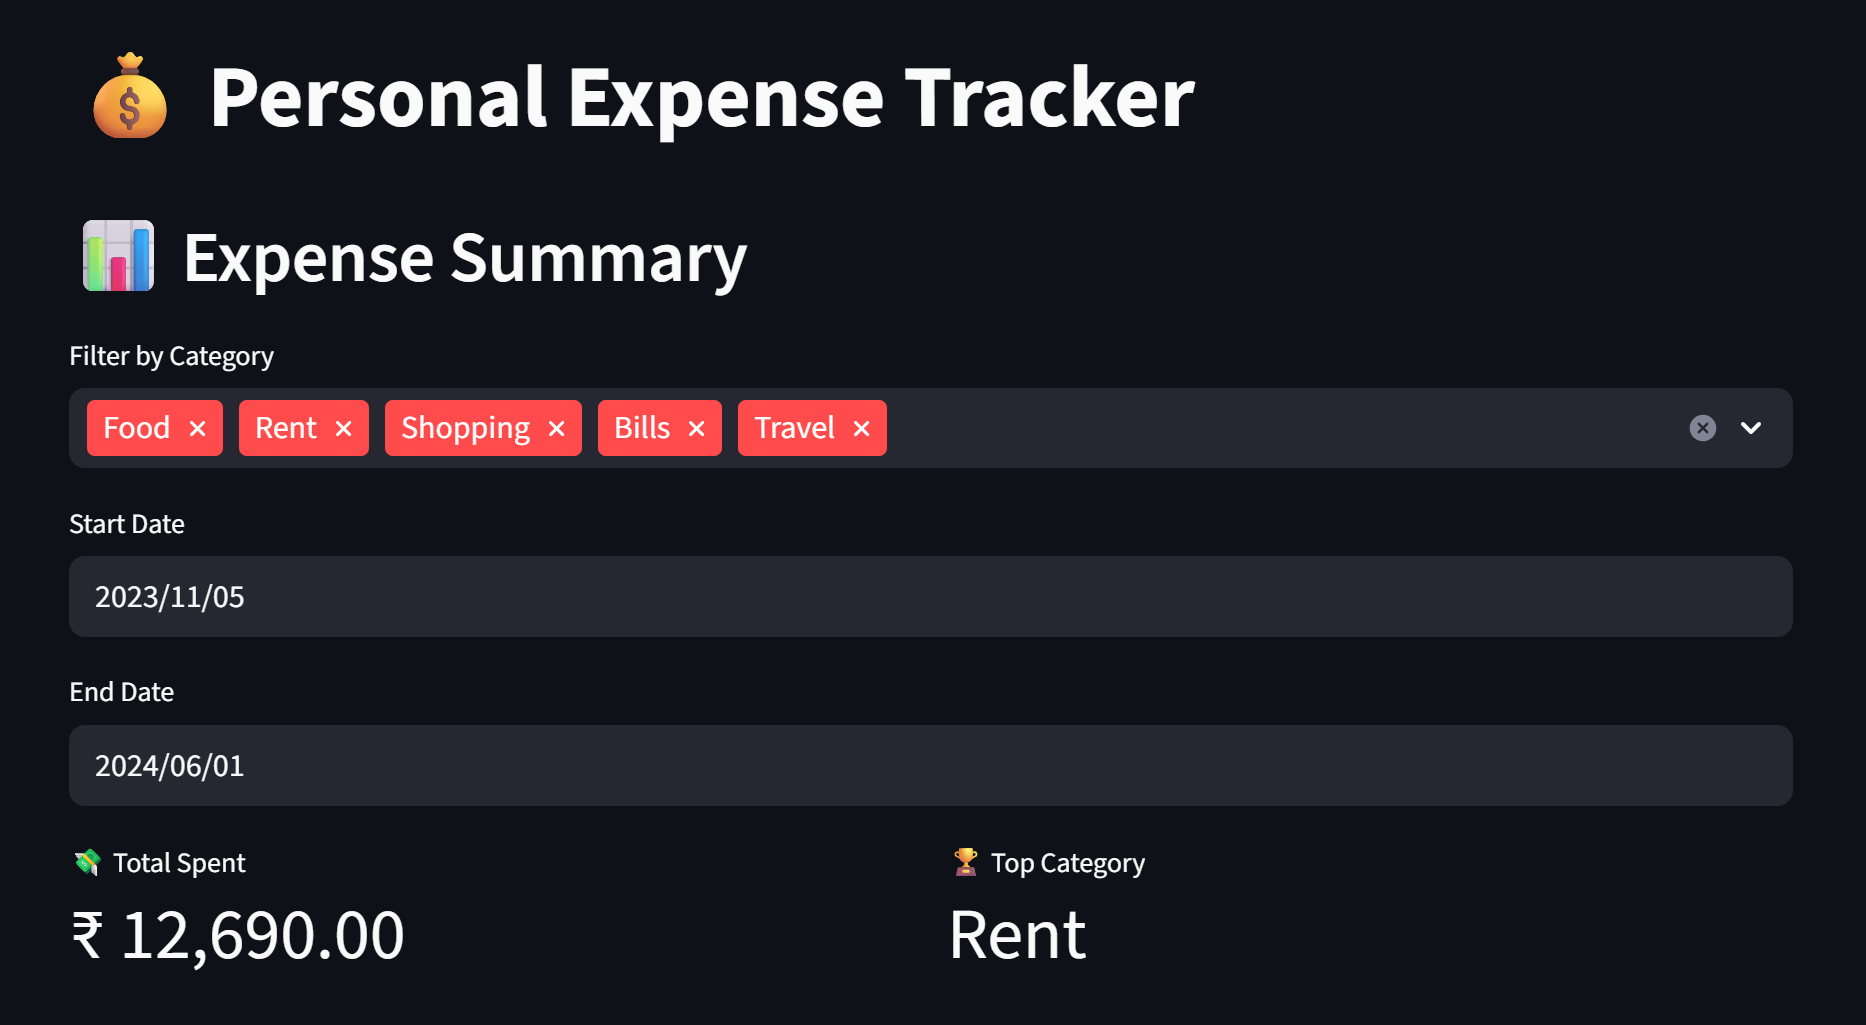 Personal Expense Tracker
Expense Summary
Filter by Category
Food × Rent × Shopping × Bills × Travel ×
Start Date
2023/11/05
End Date
2024/06/01
Total Spent Top Category
₹ 12,690.00 Rent